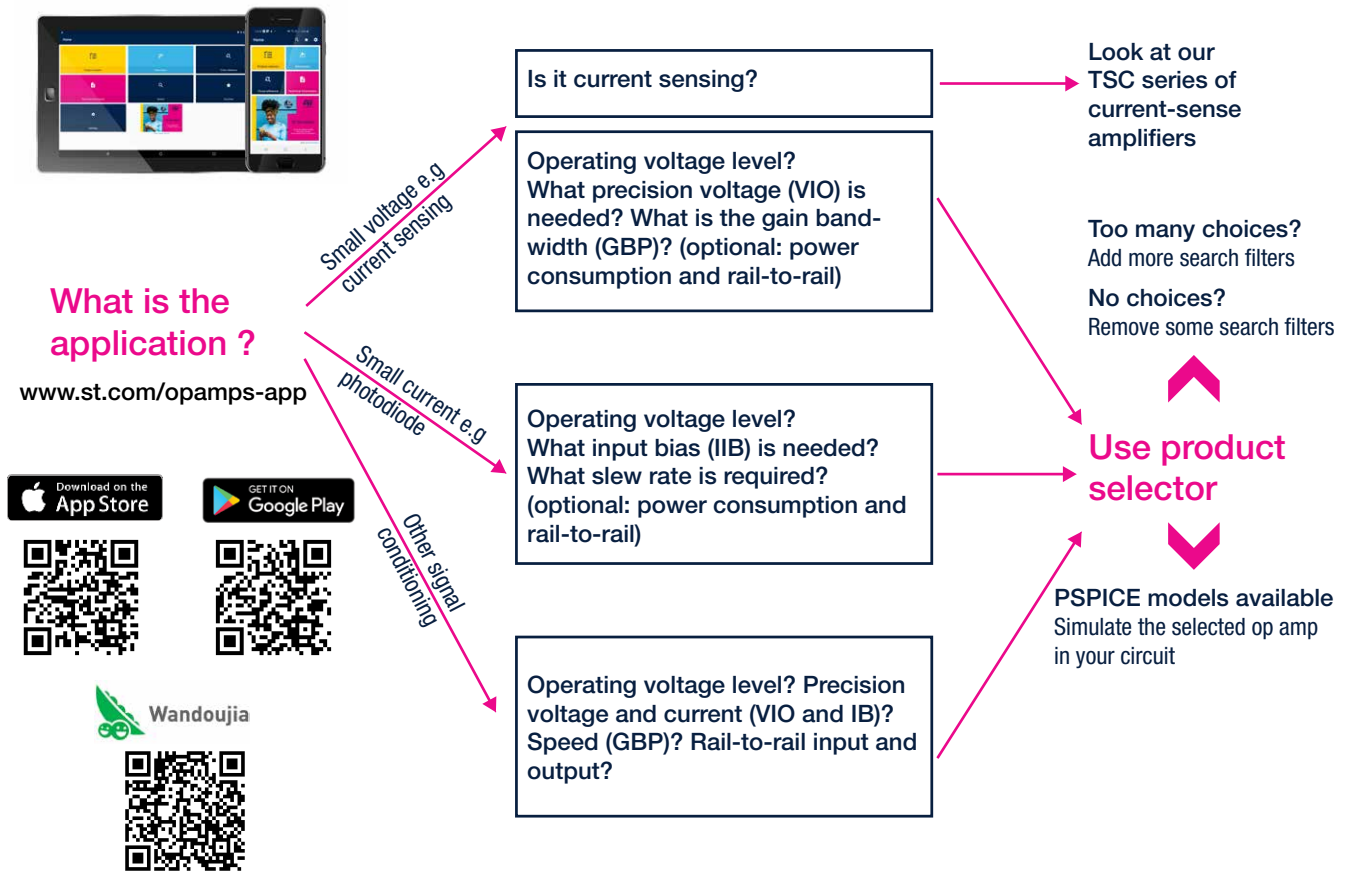 What is the
application ?
www.st.com/opamps-app
Download on the
App Store
GET IT ON
Google Play
Wandoujia
Small voltage e.g
current sensing
Small current e.g
photodiode
Other signal
conditioning
Is it current sensing?
Operating voltage level?
What precision voltage (VIO) is
needed? What is the gain band-
width (GBP)? (optional: power
consumption and rail-to-rail)
Operating voltage level?
What input bias (IIB) is needed?
What slew rate is required?
(optional: power consumption and
rail-to-rail)
Operating voltage level? Precision
voltage and current (VIO and IB)?
Speed (GBP)? Rail-to-rail input and
output?
Look at our
TSC series of
current-sense
amplifiers
Too many choices?
Add more search filters
No choices?
Remove some search filters
Use product
selector
PSPICE models available
Simulate the selected op amp
in your circuit